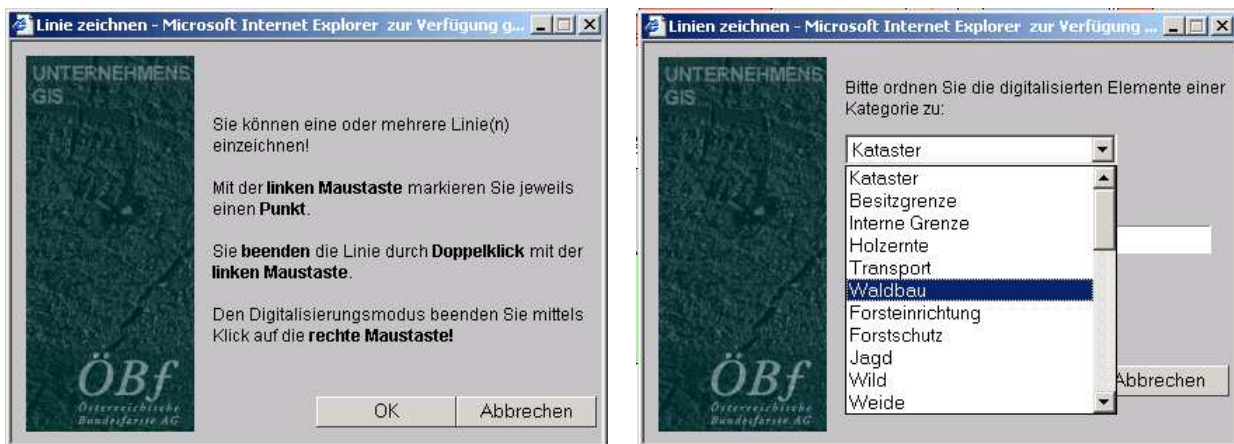 Linie zeichnen - Microsoft Internet Explorer zur Verfügung g...
UNTERNEHMENS
GIS
Sie können eine oder mehrere Linie(n)
einzeichnen!
Mit der linken Maustaste markieren Sie jeweils
einen Punkt.
Sie beenden die Linie durch Doppelklick mit der
linken Maustaste.
Den Digitalisierungsmodus beenden Sie mittels
Klick auf die rechte Maustaste!
ÖBf
Österreichische
Bundesforste AG
OK
Abbrechen
Linien zeichnen - Microsoft Internet Explorer zur Verfügung ...
UNTERNEHMENS
GIS
Bitte ordnen Sie die digitalisierten Elemente einer
Kategorie zu:
Kataster
Kataster
Besitzgrenze
Interne Grenze
Holzernte
Transport
Waldbau
Forsteinrichtung
Forstschutz
Jagd
Wild
Weide
ÖBf
Österreichische
Bundesforste AG
Abbrechen